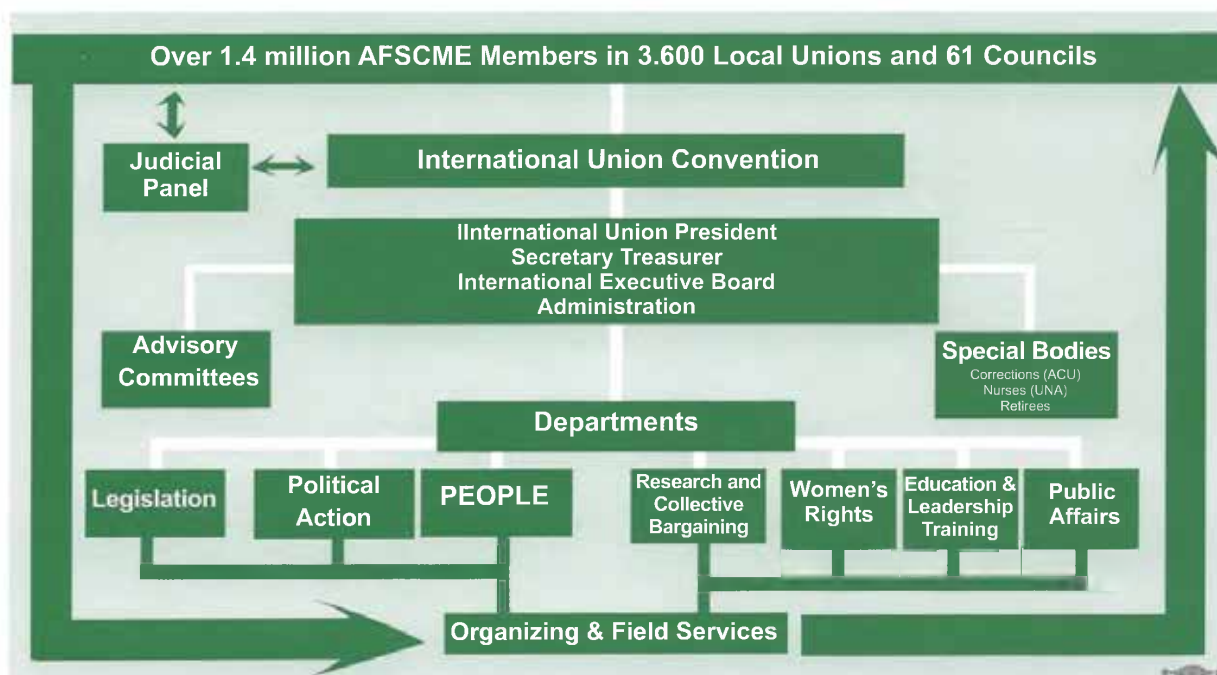 Over 1.4 million AFSCME Members in 3.600 Local Unions and 61 Councils
Judicial
Panel
International Union Convention
IInternational Union President
Secretary Treasurer
International Executive Board
Administration
Advisory
Committees
Special Bodies
Corrections (ACU)
Nurses (UNA)
Retirees
Departments
Legislation
Political
Action
PEOPLE
Research and
Collective
Bargaining
Women's
Rights
Education &
Leadership
Training
Public
Affairs
Organizing & Field Services